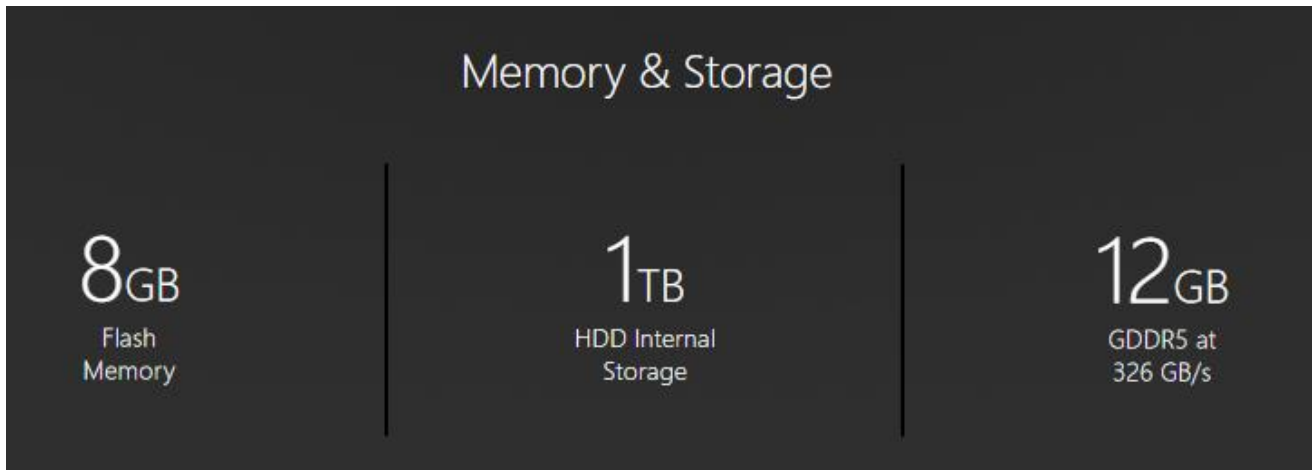 Memory & Storage
8GB
Flash
Memory
1TB
HDD Internal
Storage
12GB
GDDR5 at
326 GB/s